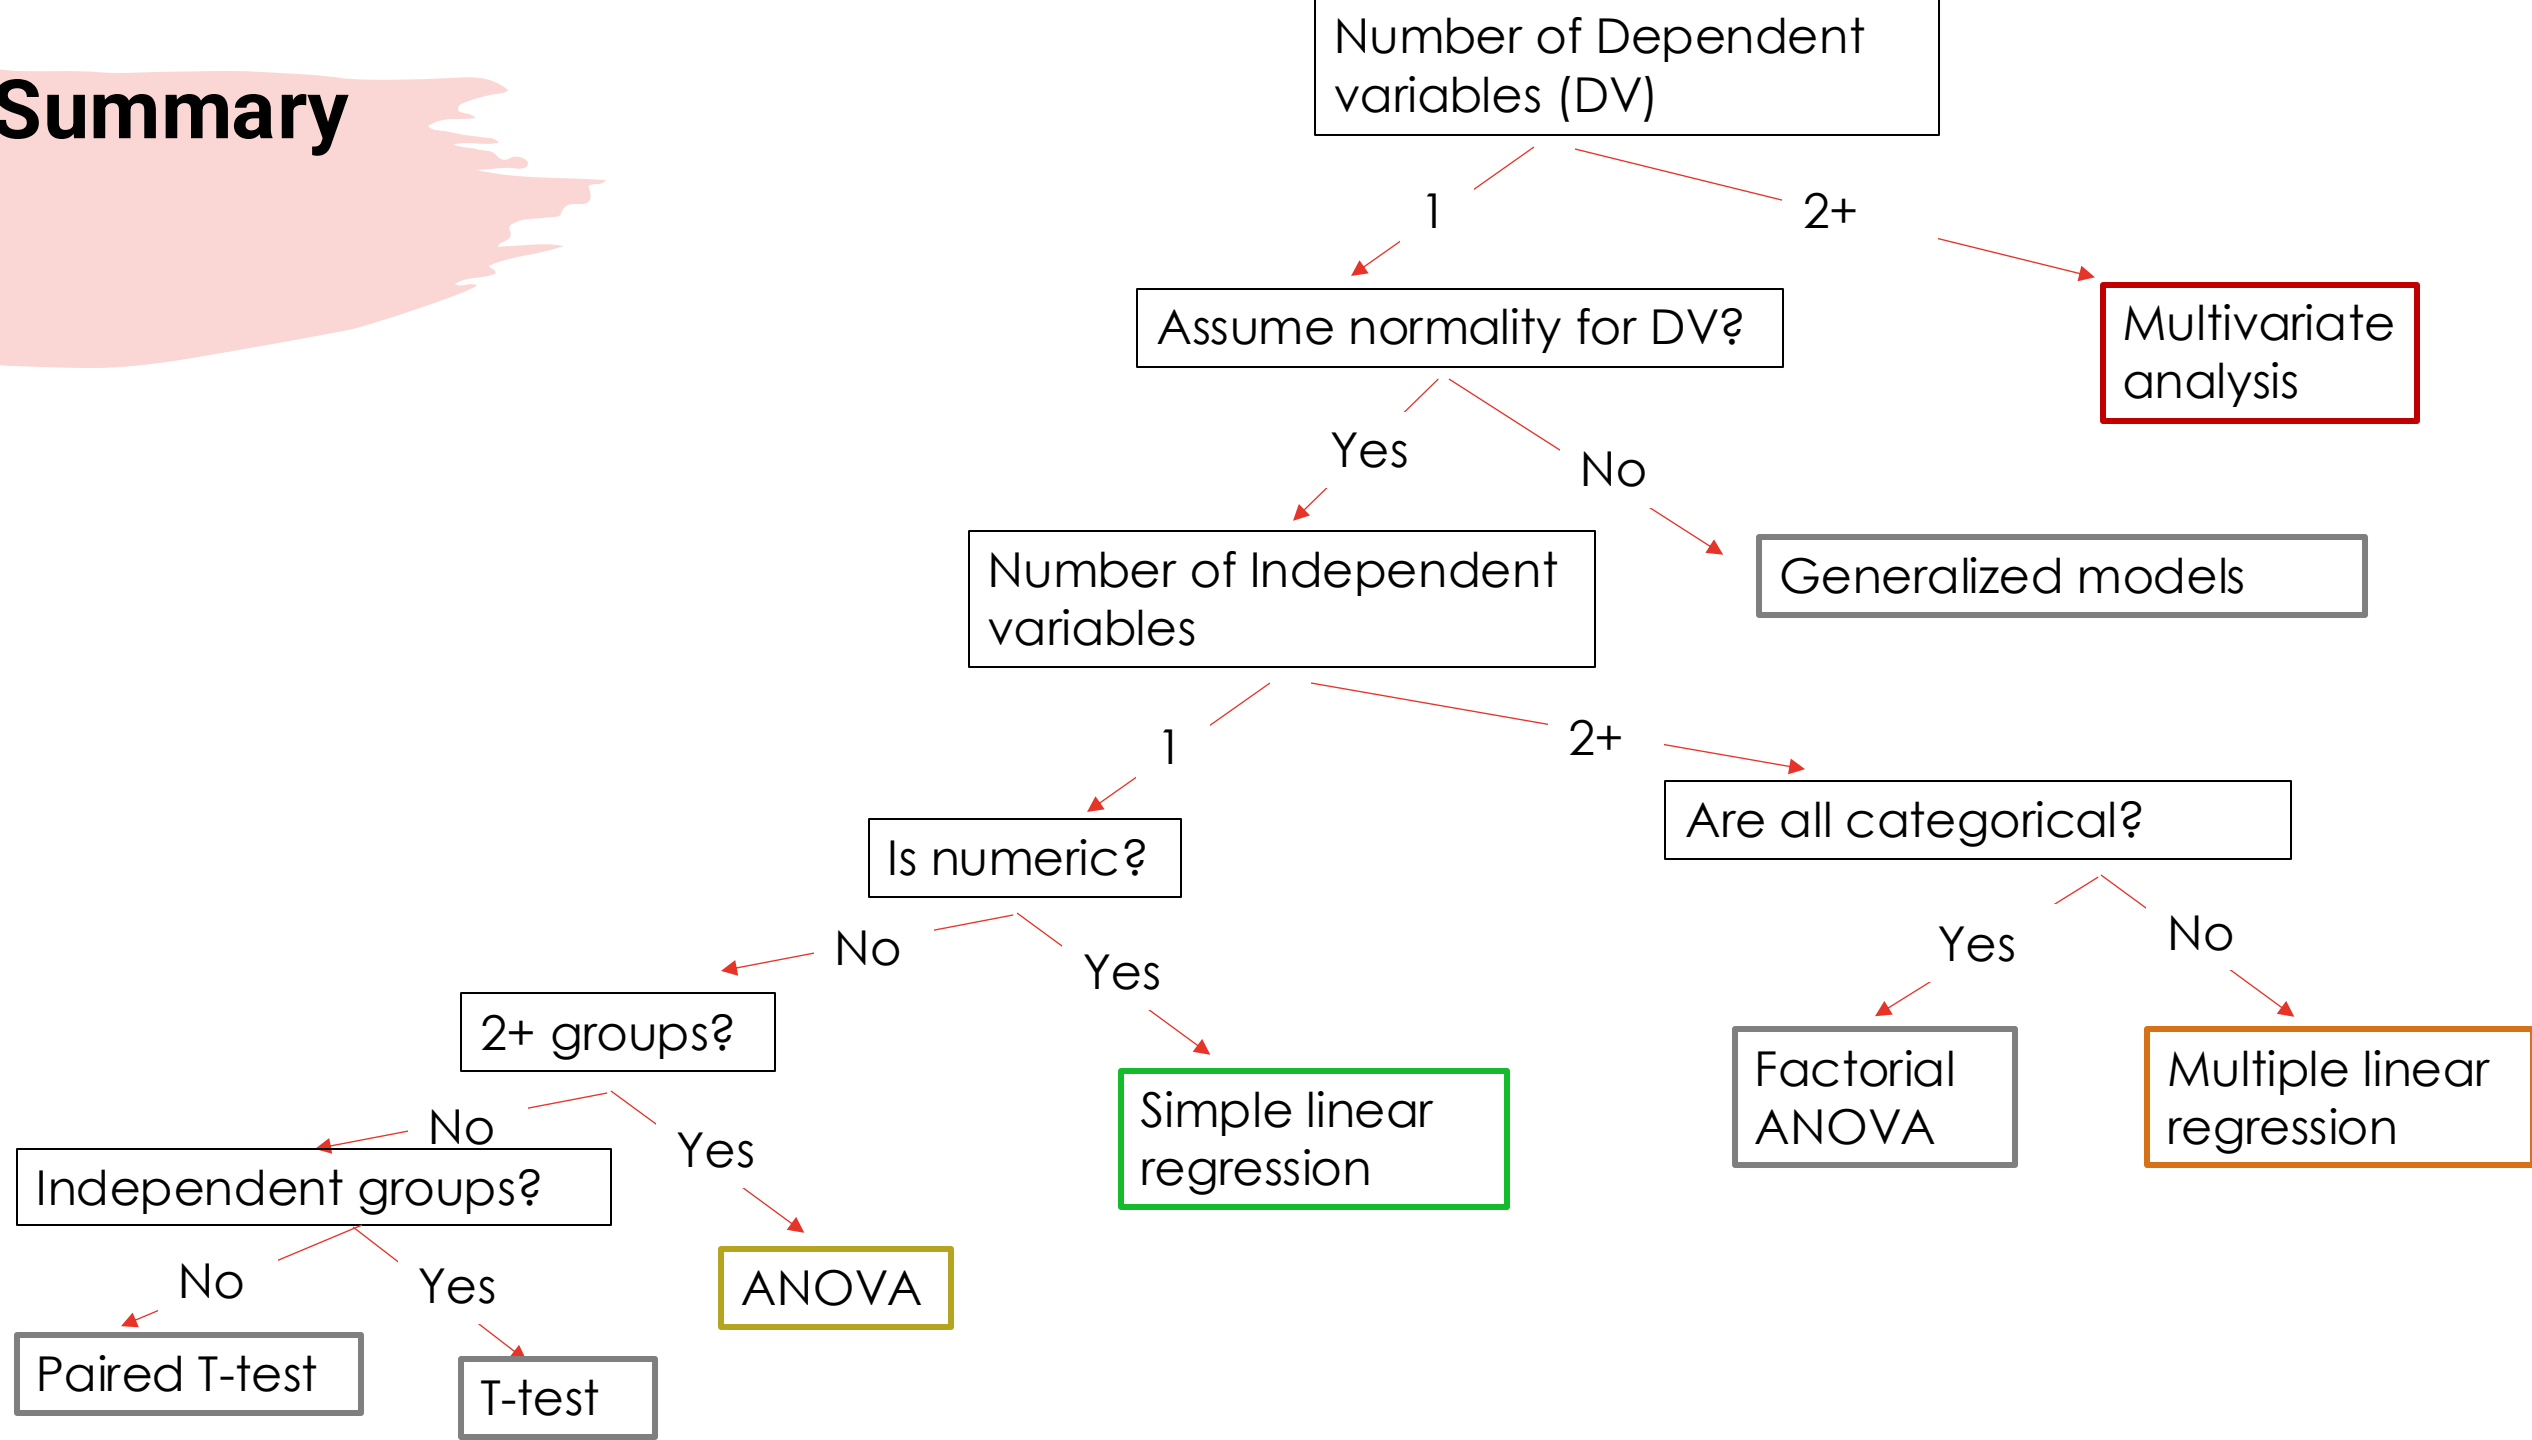 Summary
Number of Dependent
variables (DV)
1
2+
Assume normality for DV?
Multivariate
analysis
Yes
No
Number of Independent
variables
Generalized models
1
2+
Is numeric?
Are all categorical?
No
Yes
Yes
No
2+ groups?
Simple linear
regression
Factorial
ANOVA
Multiple linear
regression
No
Yes
Independent groups?
ANOVA
No
Yes
Paired T-test
T-test